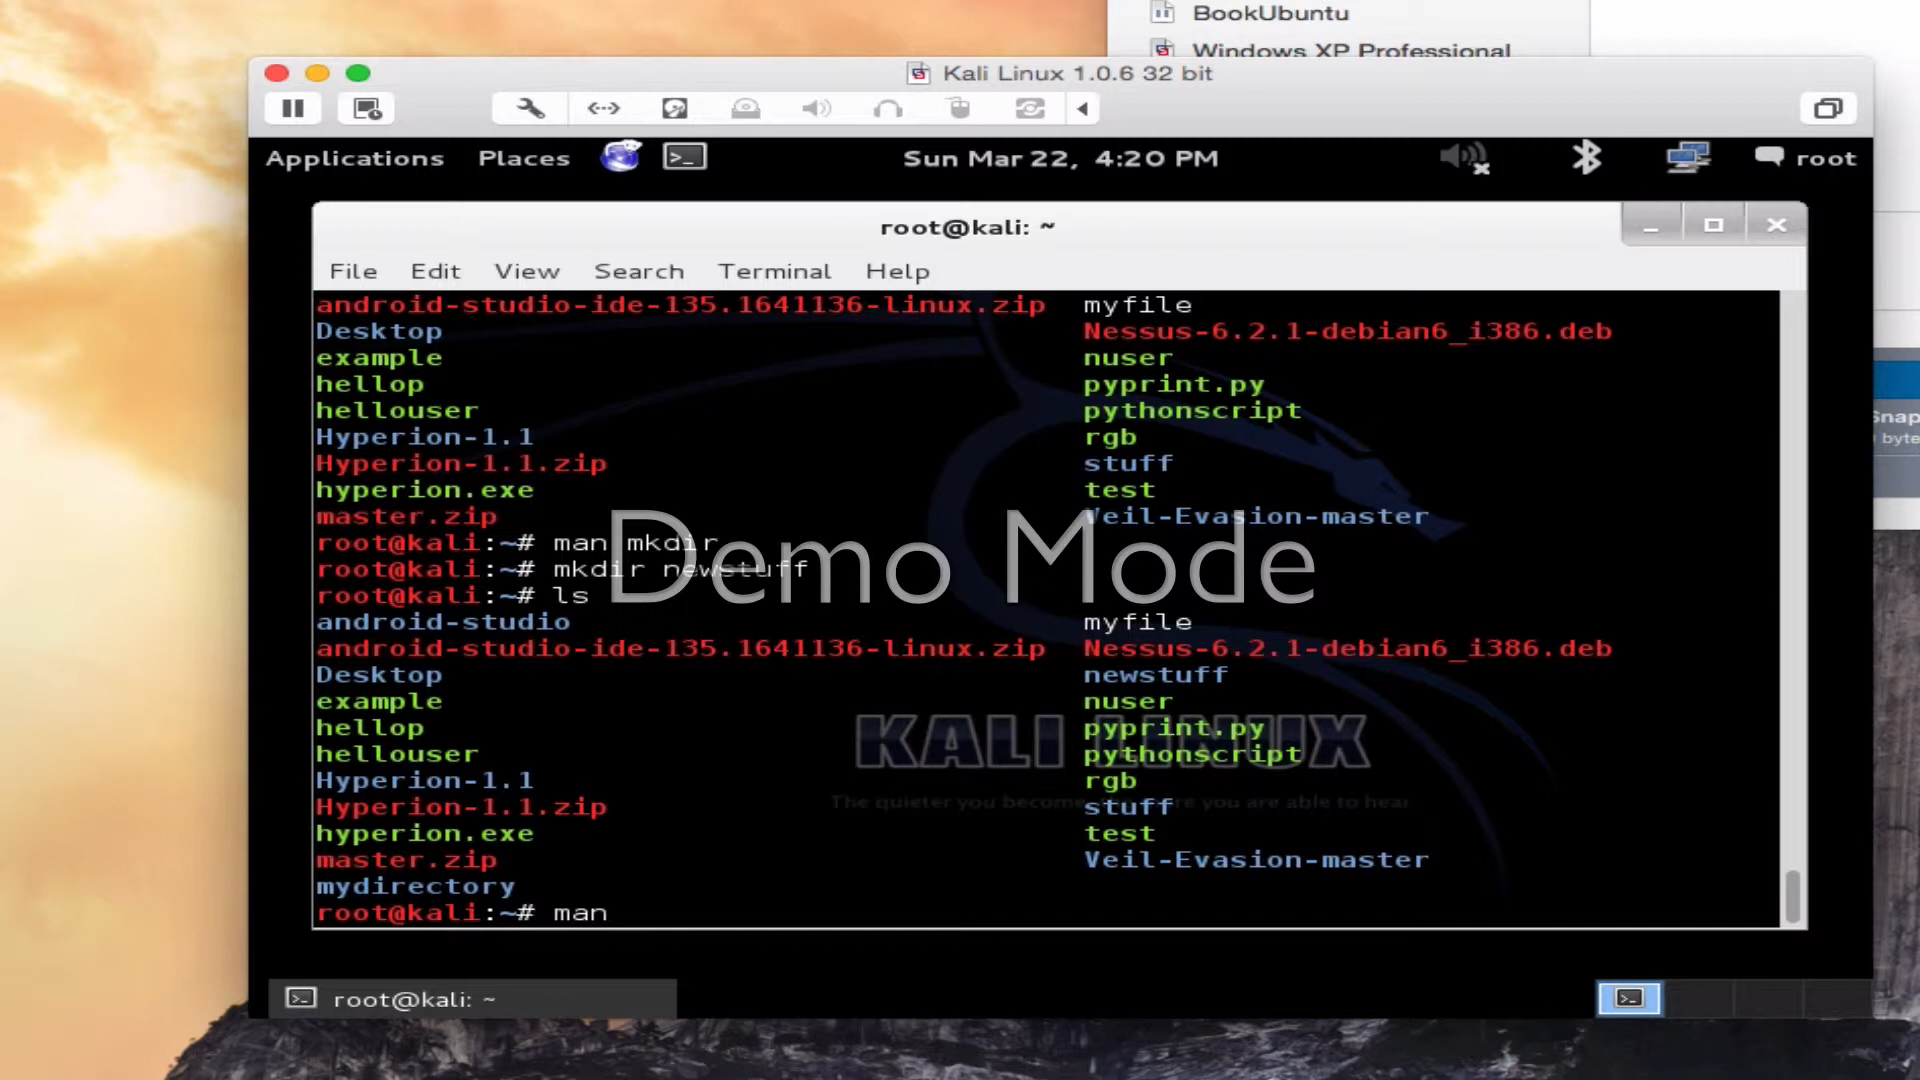 BookUbuntu
Windows XP Professional
Kali Linux 1.0.6 32 bit
Applications Places Sun Mar 22, 4:20 PM root
root@kali: ~
File Edit View Search Terminal Help
android-studio-ide-135.1641136-linux.zip myfile
Desktop Nessus-6.2.1-debian6_i386.deb
example nuser
hellop pyprint.py
hellouser pythonscript
Hyperion-1.1 rgb
Hyperion-1.1.zip stuff
hyperion.exe test
master.zip Veil-Evasion-master
root@kali:~# man mkdir
root@kali:~# mkdir newstuff
root@kali:~# ls
android-studio myfile
android-studio-ide-135.1641136-linux.zip Nessus-6.2.1-debian6_i386.deb
Desktop newstuff
example nuser
hellop pyprint.py
hellouser pythonscript
Hyperion-1.1 rgb
Hyperion-1.1.zip stuff
hyperion.exe test
master.zip Veil-Evasion-master
mydirectory
root@kali:~# man
Demo Mode
KALI LINUX
The quieter you become, you are able to hear
root@kali: ~
Snap
byte